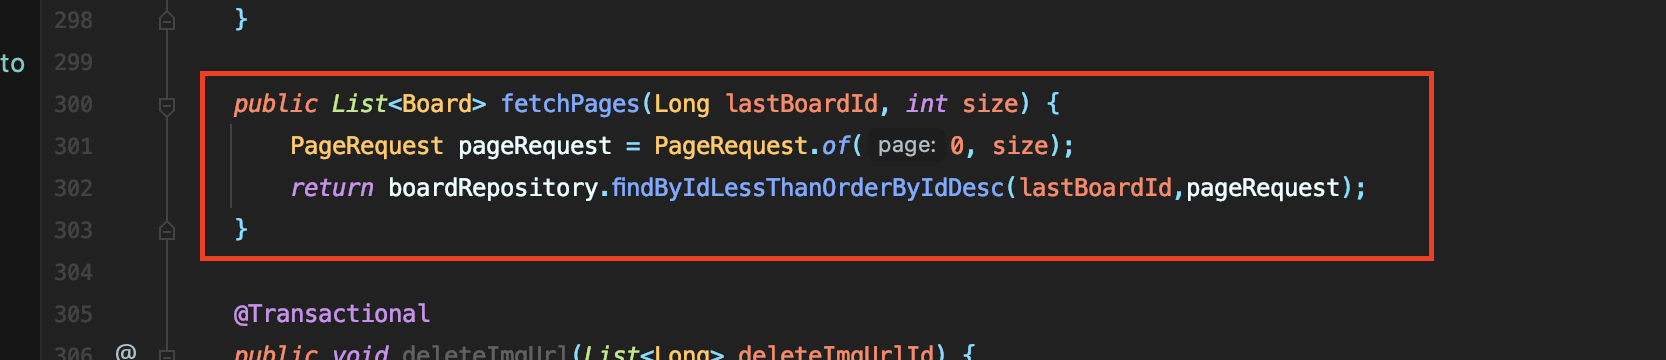 298 }
to 299
300 public List<Board> fetchPages(Long lastBoardId, int size) {
301 PageRequest pageRequest = PageRequest.of( page: 0, size);
302 return boardRepository.findByIdLessThanOrderByIdDesc(lastBoardId,pageRequest);
303 }
304
305 @Transactional
306 @ public void deleteImgUrl(List<Long> deleteImgUrlId) {